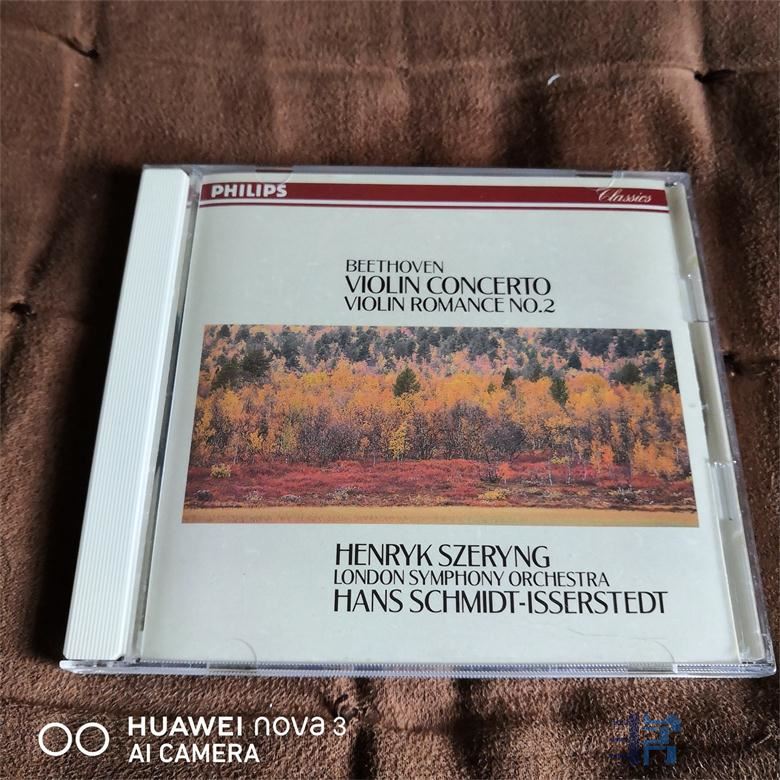 PHILIPS
Classics
BEETHOVEN
VIOLIN CONCERTO
VIOLIN ROMANCE NO.2
HENRYK SZERYNG
LONDON SYMPHONY ORCHESTRA
HANS SCHMIDT-ISSERSTEDT
HUAWEI nova 3
AI CAMERA